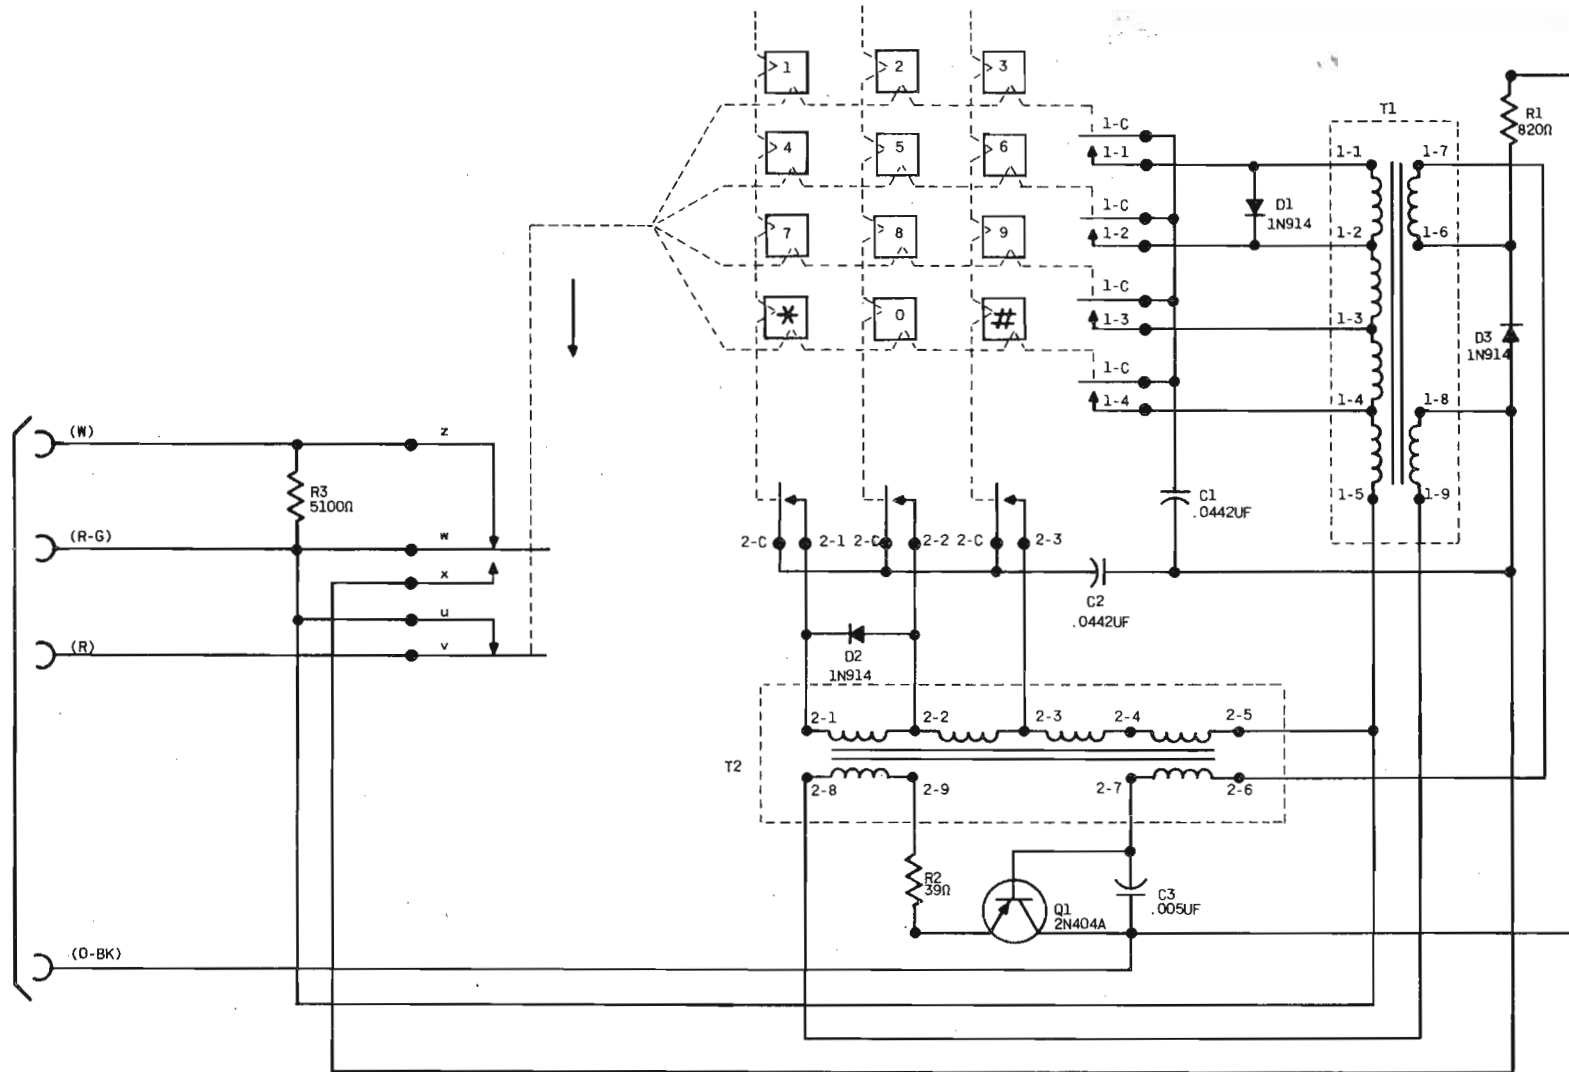 1 2 3
4 5 6
7 8 9
* 0 #
1-C
1-1
1-C
1-2
1-C
1-3
1-C
1-4
D1
1N914
T1
1-1 1-7
1-2 1-6
1-3
1-4 1-8
1-5 1-9
R1
820Ω
D3
1N914
(W) z
R3
5100Ω
(R-G) w
x
u
(R) v
C1
.0442UF
2-C 2-1 2-C 2-2 2-C 2-3
C2
.0442UF
D2
1N914
2-1 2-2 2-3 2-4 2-5
T2
2-8 2-9 2-7 2-6
R2
39Ω
Q1
2N404A
C3
.005UF
(O-BK)